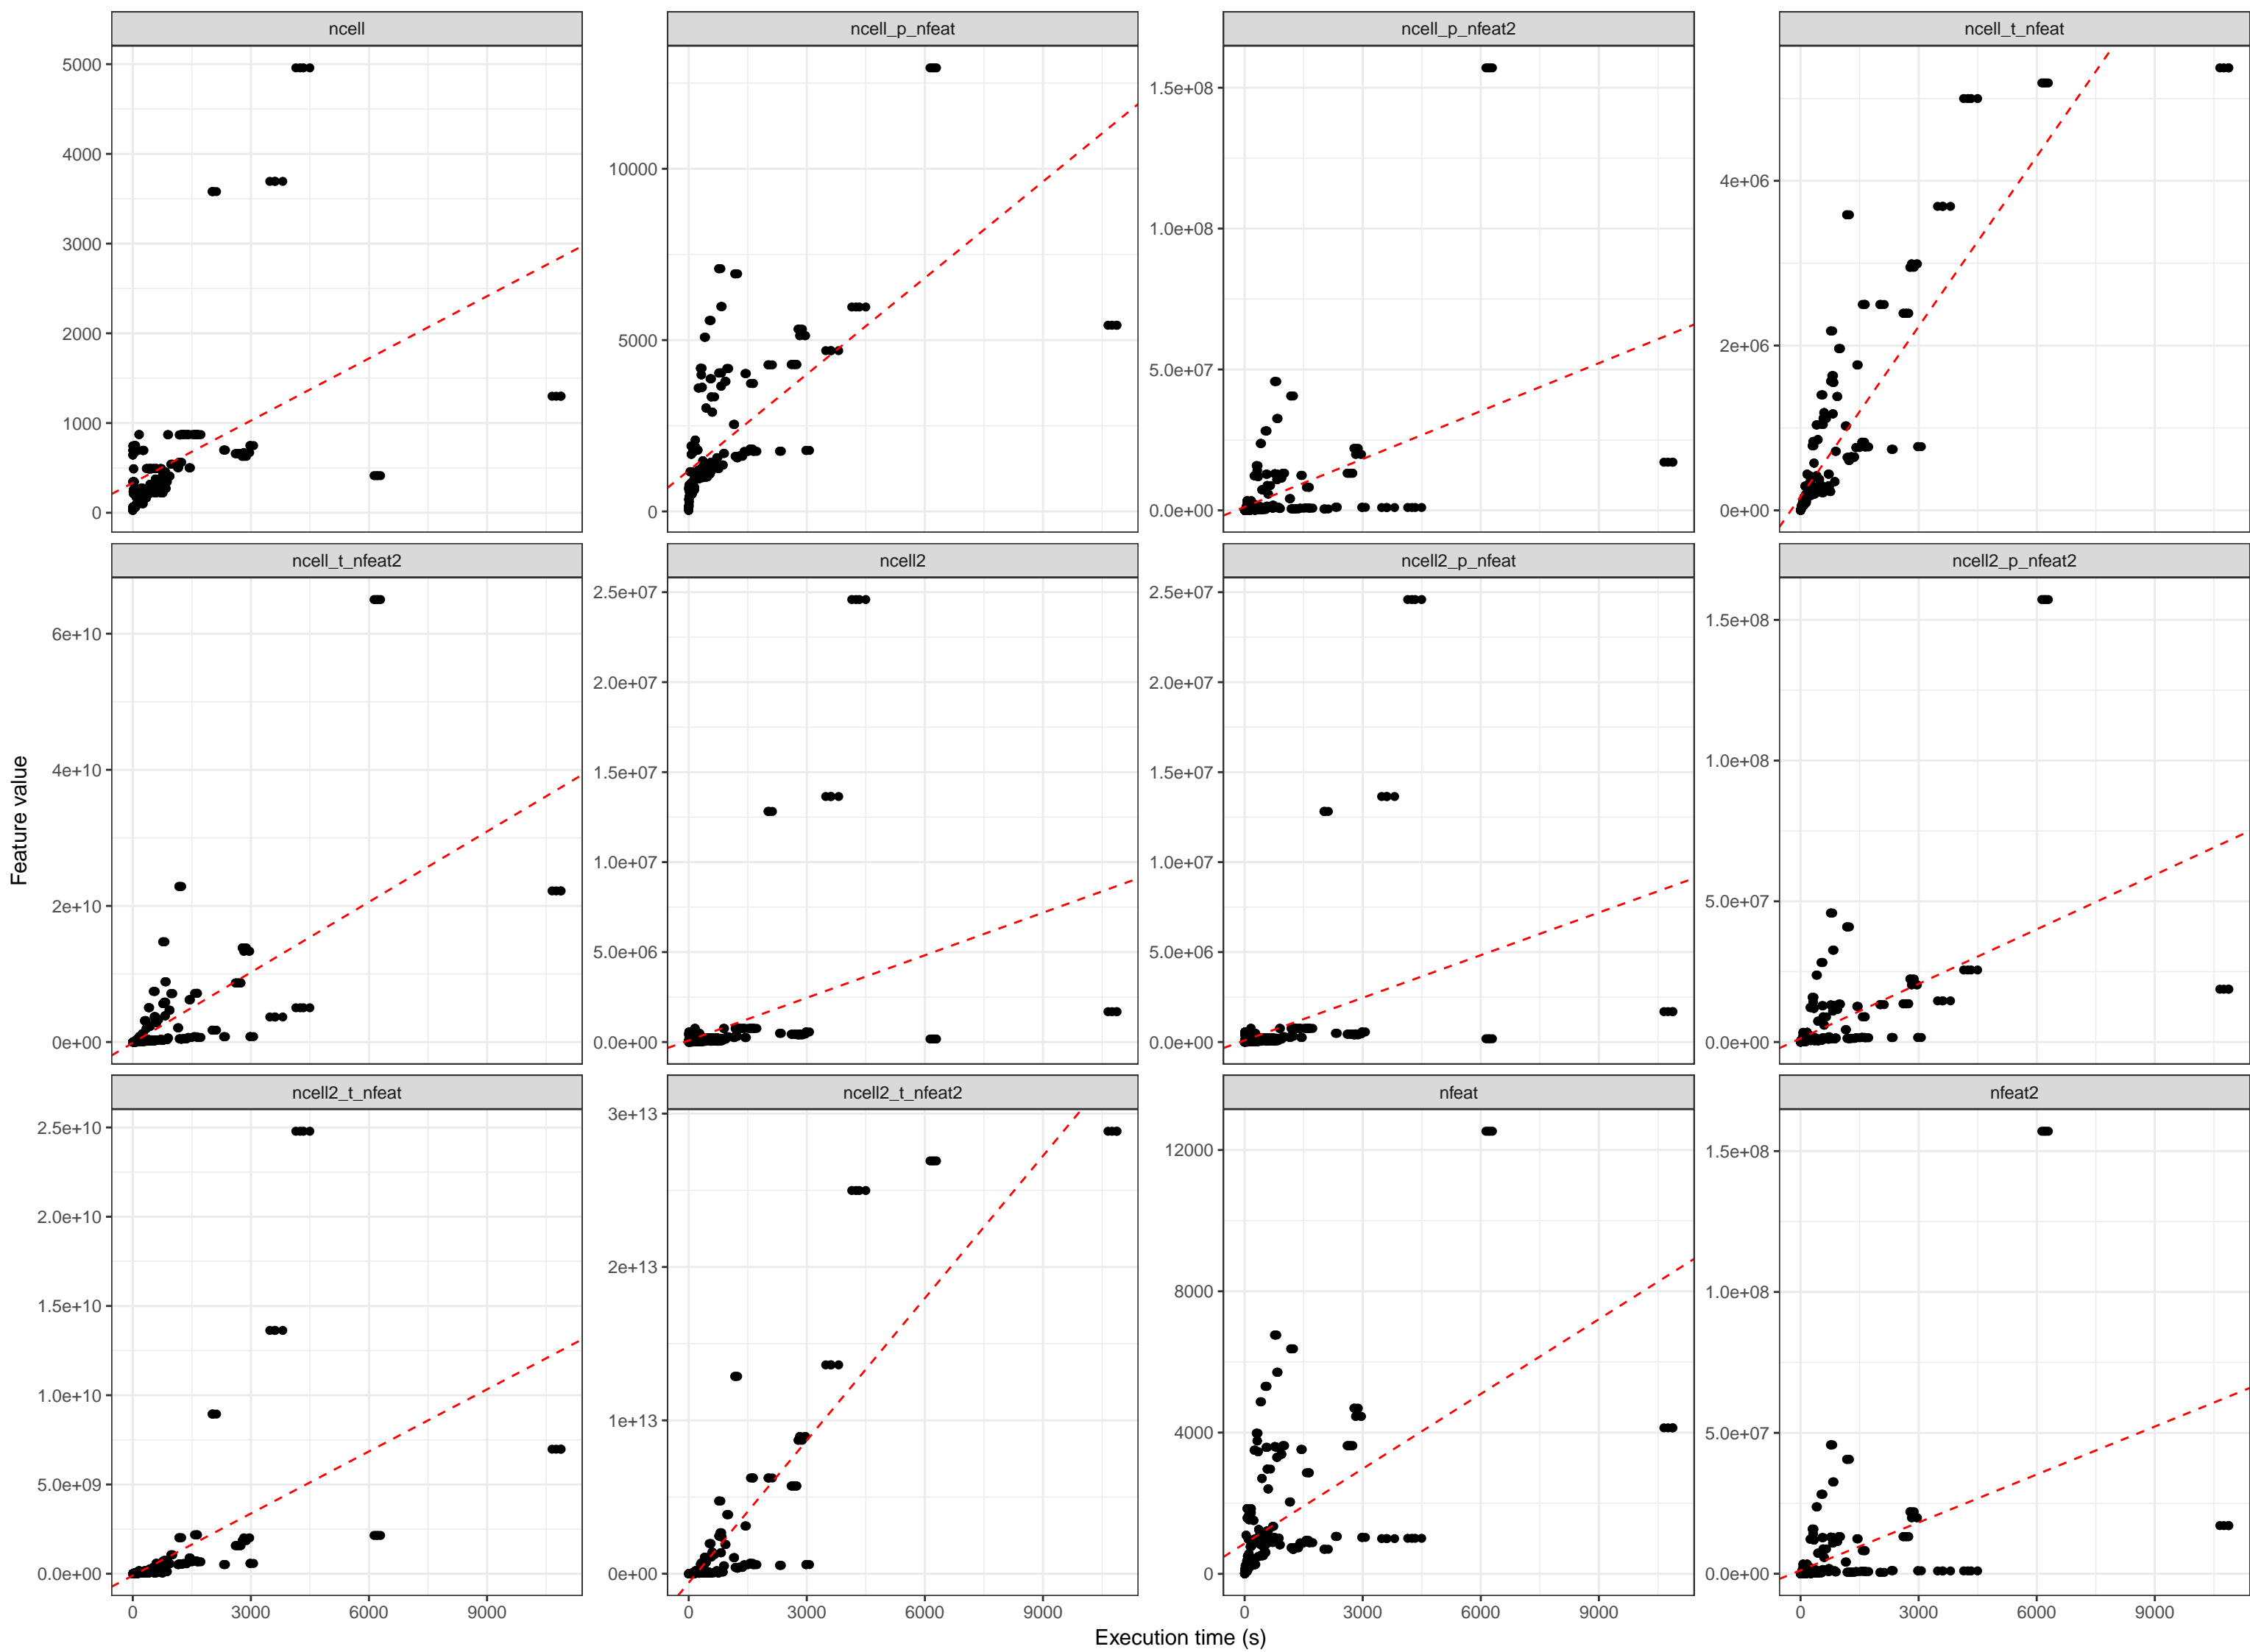 ncell
ncell_p_nfeat
ncell_p_nfeat2
ncell_t_nfeat
5000
4000
3000
2000
1000
0
10000
5000
0
1.5e+08
1.0e+08
5.0e+07
0.0e+00
4e+06
2e+06
0e+00
ncell_t_nfeat2
ncell2
ncell2_p_nfeat
ncell2_p_nfeat2
6e+10
4e+10
2e+10
0e+00
2.5e+07
2.0e+07
1.5e+07
1.0e+07
5.0e+06
0.0e+00
2.5e+07
2.0e+07
1.5e+07
1.0e+07
5.0e+06
0.0e+00
1.5e+08
1.0e+08
5.0e+07
0.0e+00
ncell2_t_nfeat
ncell2_t_nfeat2
nfeat
nfeat2
2.5e+10
2.0e+10
1.5e+10
1.0e+10
5.0e+09
0.0e+00
3e+13
2e+13
1e+13
0e+00
12000
8000
4000
0
1.5e+08
1.0e+08
5.0e+07
0.0e+00
0 3000 6000 9000
0 3000 6000 9000
0 3000 6000 9000
0 3000 6000 9000
Execution time (s)
Feature value